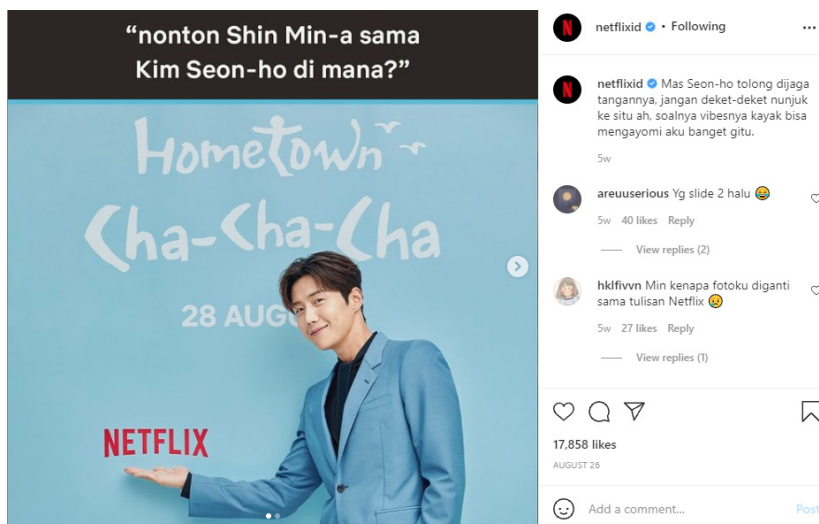 “nonton Shin Min-a sama
Kim Seon-ho di mana?”
Hometown
Cha-Cha-Cha
28 AUG
NETFLIX
netflixid • Following
netflixid Mas Seon-ho tolong dijaga
tangannya, jangan deket-deket nunjuk
ke situ ah, soalnya vibesnya kayak bisa
mengayomi aku banget gitu.
5w
areuuserious Yg slide 2 halu 😂
5w 40 likes Reply
View replies (2)
hklfivvn Min kenapa fotoku diganti
sama tulisan Netflix 😥
5w 27 likes Reply
View replies (1)
17,858 likes
AUGUST 26
Add a comment...
Post